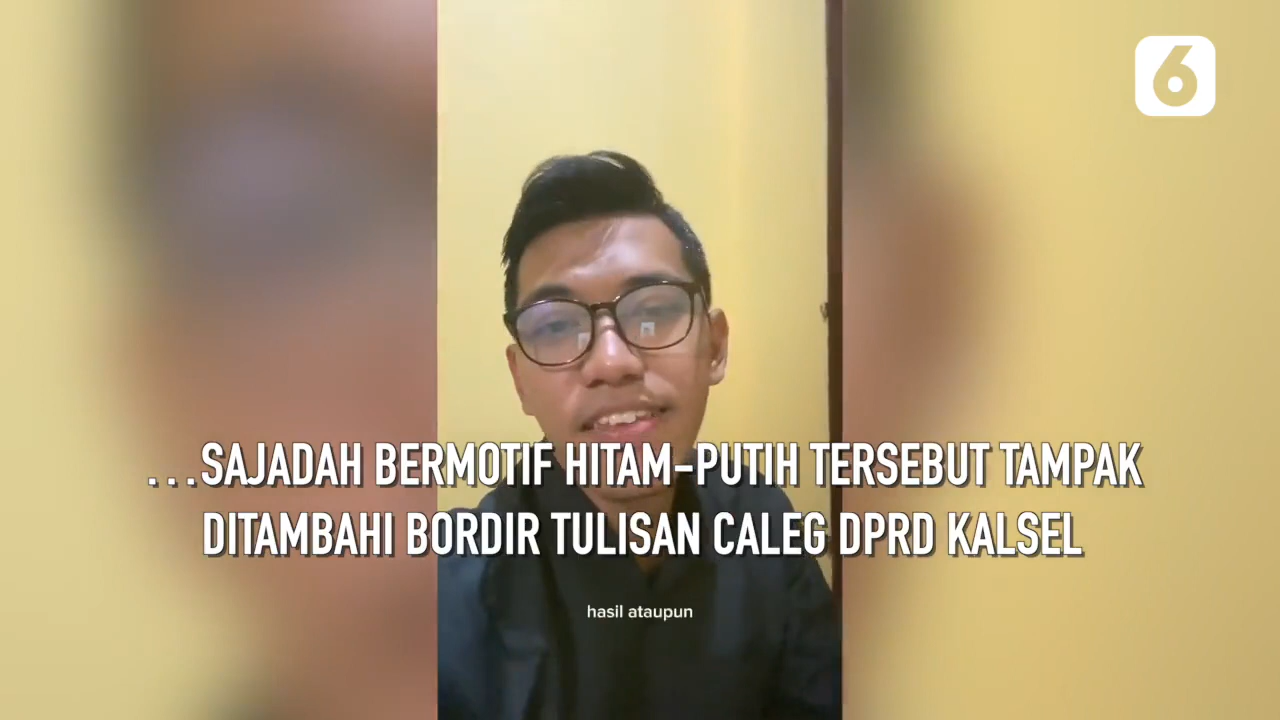 6
...SAJADAH BERMOTIF HITAM-PUTIH TERSEBUT TAMPAK
DITAMBAHI BORDIR TULISAN CALEG DPRD KALSEL
hasil ataupun